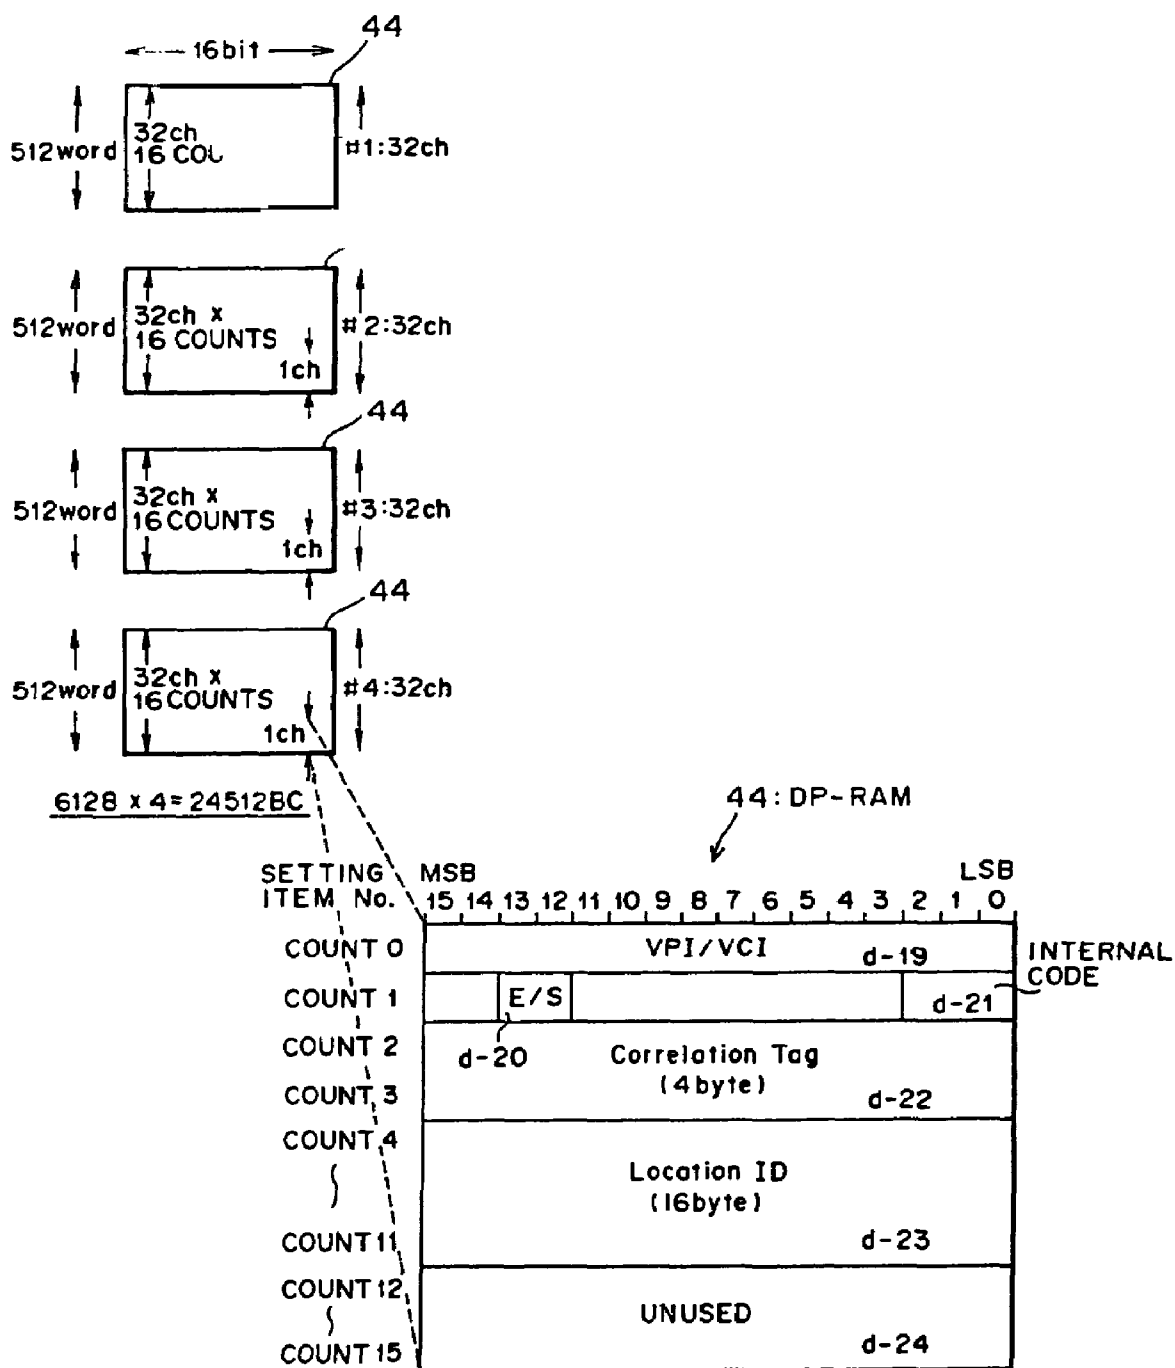 44
16bit
512word
32ch
16 COU
#1:32ch
512word
32ch x
16 COUNTS
1ch
#2:32ch
44
512word
32ch x
16 COUNTS
1ch
#3:32ch
44
512word
32ch x
16 COUNTS
1ch
#4:32ch
6128 x 4 = 24512BC
44: DP-RAM
SETTING ITEM No.
MSB
LSB
15 14 13 12 11 10 9 8 7 6 5 4 3 2 1 0
COUNT 0
VPI/VCI
d-19
INTERNAL CODE
COUNT 1
E/S
d-21
COUNT 2
d-20
Correlation Tag
(4byte)
COUNT 3
d-22
COUNT 4
Location ID
(16byte)
COUNT 11
d-23
COUNT 12
UNUSED
COUNT 15
d-24